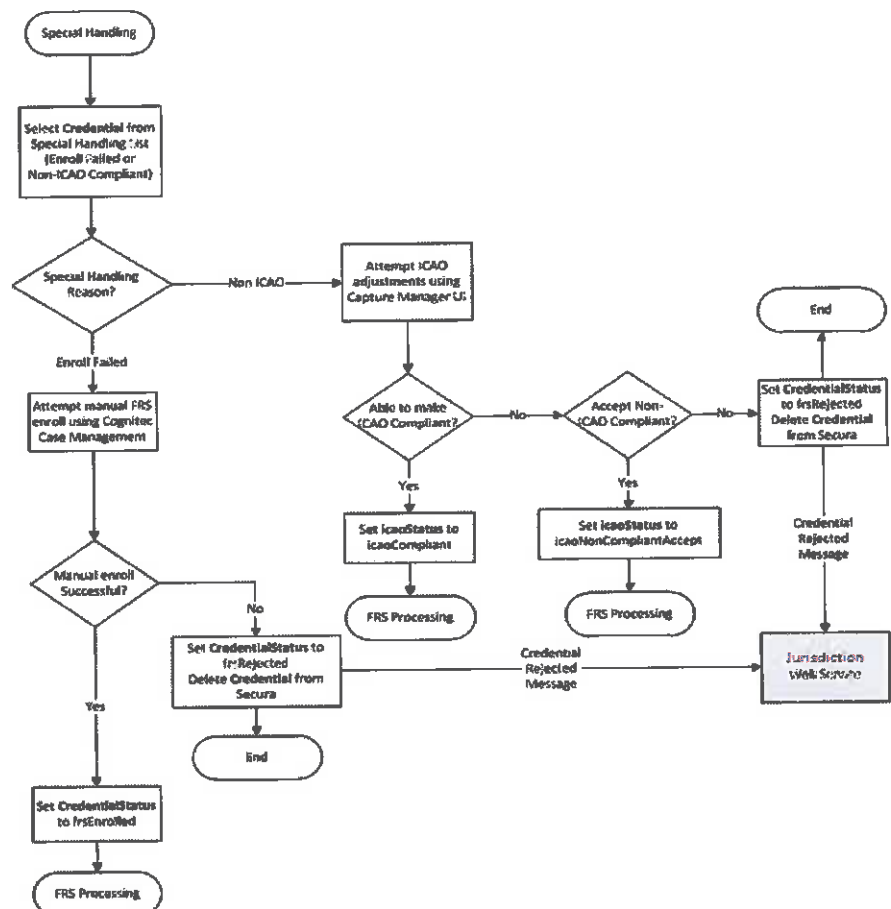 Special Handling
Select Credential from
Special Handling List
(Enroll Failed or
Non-ICAO Compliant)
Special Handling
Reason?
Non ICAO
Attempt ICAO
adjustments using
Capture Manager UI
End
Enroll Failed
Attempt manual FRS
enroll using Cognitec
Case Management
Able to make
ICAO Compliant?
No
Accept Non-
ICAO Compliant?
No
Set CredentialStatus
to frsRejected
Delete Credential
from Secura
Yes
Yes
Set icaoStatus to
icaoCompliant
Set icaoStatus to
icaoNonCompliantAccept
Credential
Rejected
Message
Manual enroll
Successful?
No
FRS Processing
FRS Processing
Set CredentialStatus to
frsRejected
Delete Credential from
Secura
Credential
Rejected
Message
Jurisdiction
Web Service
Yes
End
Set CredentialStatus
to frsEnrolled
FRS Processing